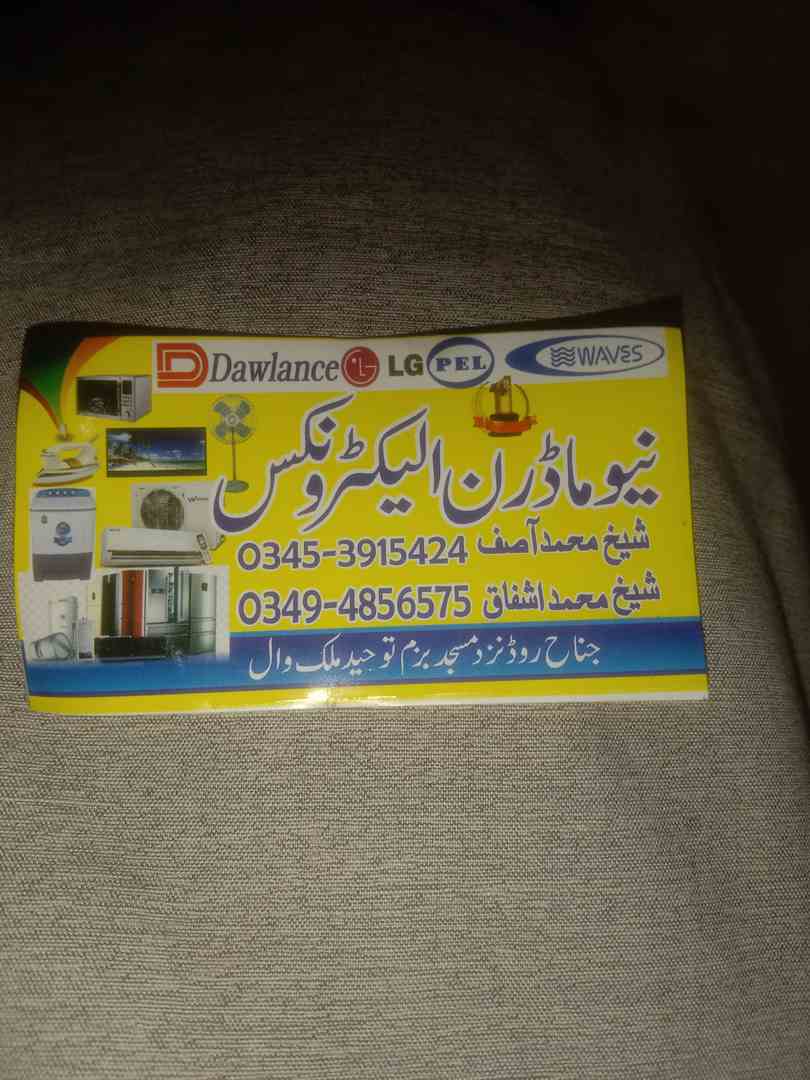 Dawlance LG PEL WAVES
نیو ماڈرن الیکٹرونکس
شیخ محمد آصف 0345-3915424
شیخ محمد اشفاق 0349-4856575
جناح روڈ نزد مسجد بزم توحید ملک وال